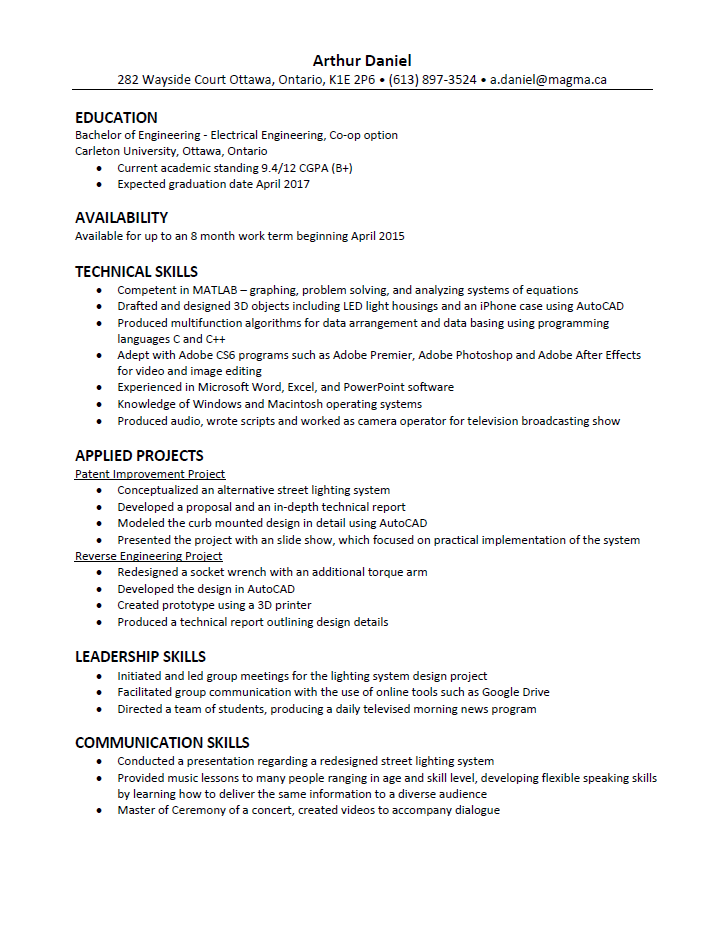 Arthur Daniel
282 Wayside Court Ottawa, Ontario, K1E 2P6 • (613) 897-3524 • a.daniel@magma.ca
EDUCATION
Bachelor of Engineering - Electrical Engineering, Co-op option
Carleton University, Ottawa, Ontario
• Current academic standing 9.4/12 CGPA (B+)
• Expected graduation date April 2017
AVAILABILITY
Available for up to an 8 month work term beginning April 2015
TECHNICAL SKILLS
• Competent in MATLAB – graphing, problem solving, and analyzing systems of equations
• Drafted and designed 3D objects including LED light housings and an iPhone case using AutoCAD
• Produced multifunction algorithms for data arrangement and data basing using programming
languages C and C++
• Adept with Adobe CS6 programs such as Adobe Premier, Adobe Photoshop and Adobe After Effects
for video and image editing
• Experienced in Microsoft Word, Excel, and PowerPoint software
• Knowledge of Windows and Macintosh operating systems
• Produced audio, wrote scripts and worked as camera operator for television broadcasting show
APPLIED PROJECTS
Patent Improvement Project
• Conceptualized an alternative street lighting system
• Developed a proposal and an in-depth technical report
• Modeled the curb mounted design in detail using AutoCAD
• Presented the project with an slide show, which focused on practical implementation of the system
Reverse Engineering Project
• Redesigned a socket wrench with an additional torque arm
• Developed the design in AutoCAD
• Created prototype using a 3D printer
• Produced a technical report outlining design details
LEADERSHIP SKILLS
• Initiated and led group meetings for the lighting system design project
• Facilitated group communication with the use of online tools such as Google Drive
• Directed a team of students, producing a daily televised morning news program
COMMUNICATION SKILLS
• Conducted a presentation regarding a redesigned street lighting system
• Provided music lessons to many people ranging in age and skill level, developing flexible speaking skills
by learning how to deliver the same information to a diverse audience
• Master of Ceremony of a concert, created videos to accompany dialogue